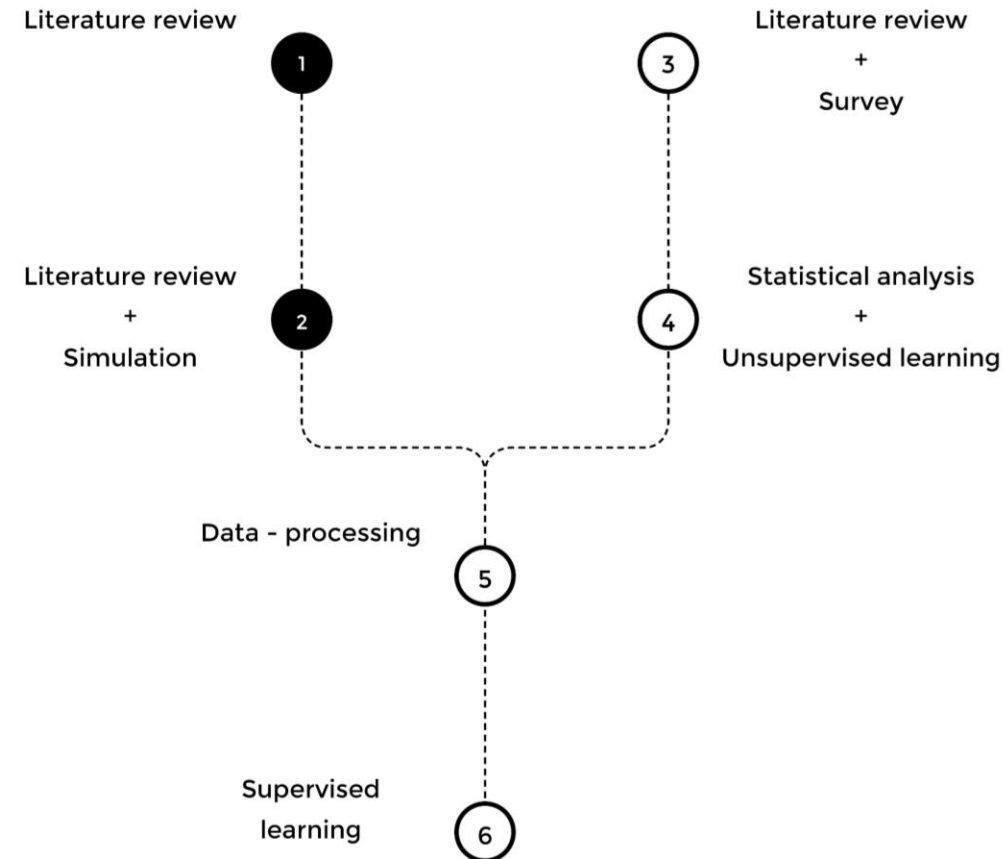 Literature review
1
3
Literature review
+
Survey
Literature review
+
Simulation
2
4
Statistical analysis
+
Unsupervised learning
Data - processing
5
Supervised
learning
6